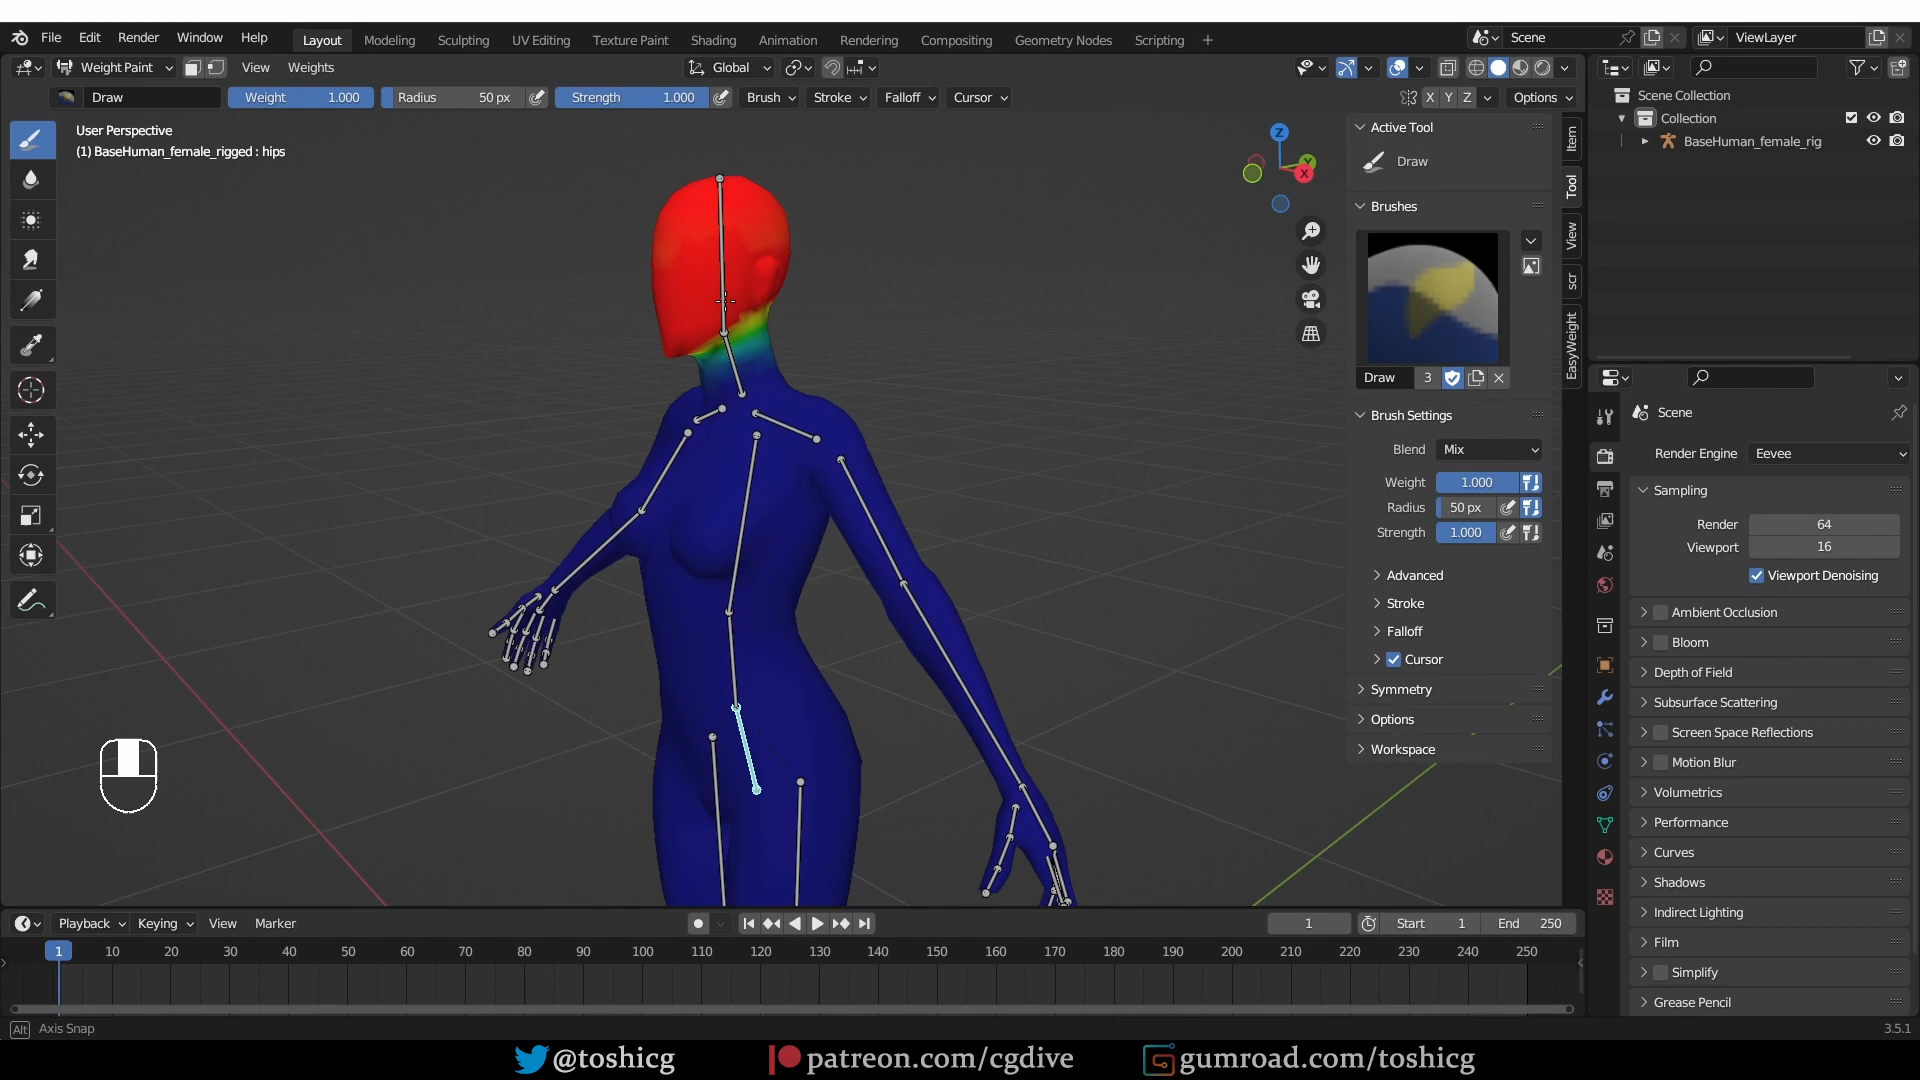 File Edit Render Window Help Layout Modeling Sculpting UV Editing Texture Paint Shading Animation Rendering Compositing Geometry Nodes Scripting + Scene ViewLayer
Weight Paint View Weights Global
Draw Weight 1.000 Radius 50 px Strength 1.000 Brush Stroke Falloff Cursor X Y Z Options
User Perspective
(1) BaseHuman_female_rigged : hips
Z
Y
X
Active Tool
Draw
Brushes
Draw 3
Brush Settings
Blend Mix
Weight 1.000
Radius 50 px
Strength 1.000
Advanced
Stroke
Falloff
Cursor
Symmetry
Options
Workspace
Item
Tool
View
scr
EasyWeight
Scene Collection
Collection
BaseHuman_female_rig
Scene
Render Engine Eevee
Sampling
Render 64
Viewport 16
Viewport Denoising
Ambient Occlusion
Bloom
Depth of Field
Subsurface Scattering
Screen Space Reflections
Motion Blur
Volumetrics
Performance
Curves
Shadows
Indirect Lighting
Film
Simplify
Grease Pencil
Playback Keying View Marker 1 Start 1 End 250
1 10 20 30 40 50 60 70 80 90 100 110 120 130 140 150 160 170 180 190 200 210 220 230 240 250
Alt Axis Snap 3.5.1
@toshicg patreon.com/cgdive gumroad.com/toshicg